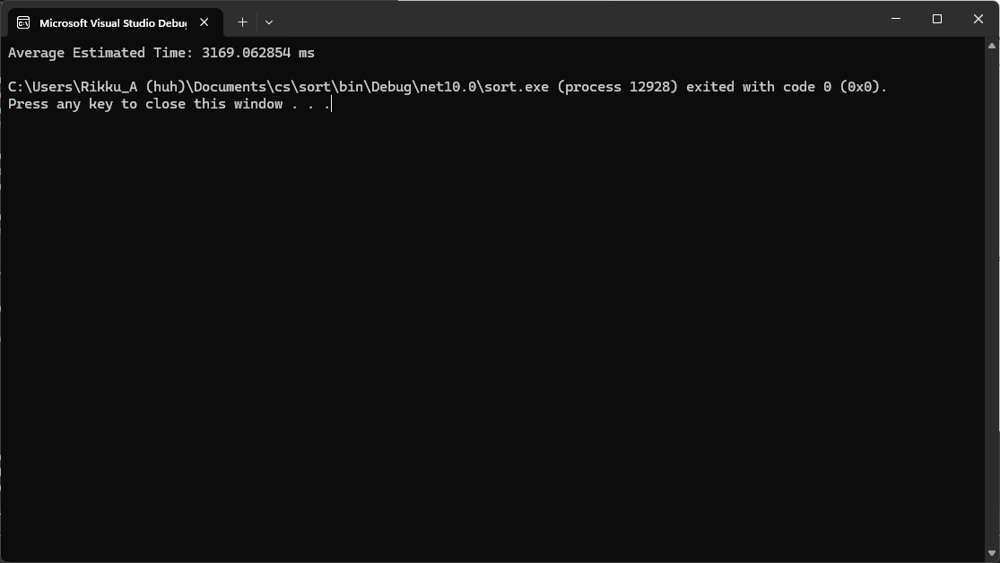 Microsoft Visual Studio Debug
Average Estimated Time: 3169.062854 ms
C:\Users\Rikku_A (huh)\Documents\cs\sort\bin\Debug\net10.0\sort.exe (process 12928) exited with code 0 (0x0).
Press any key to close this window . . .